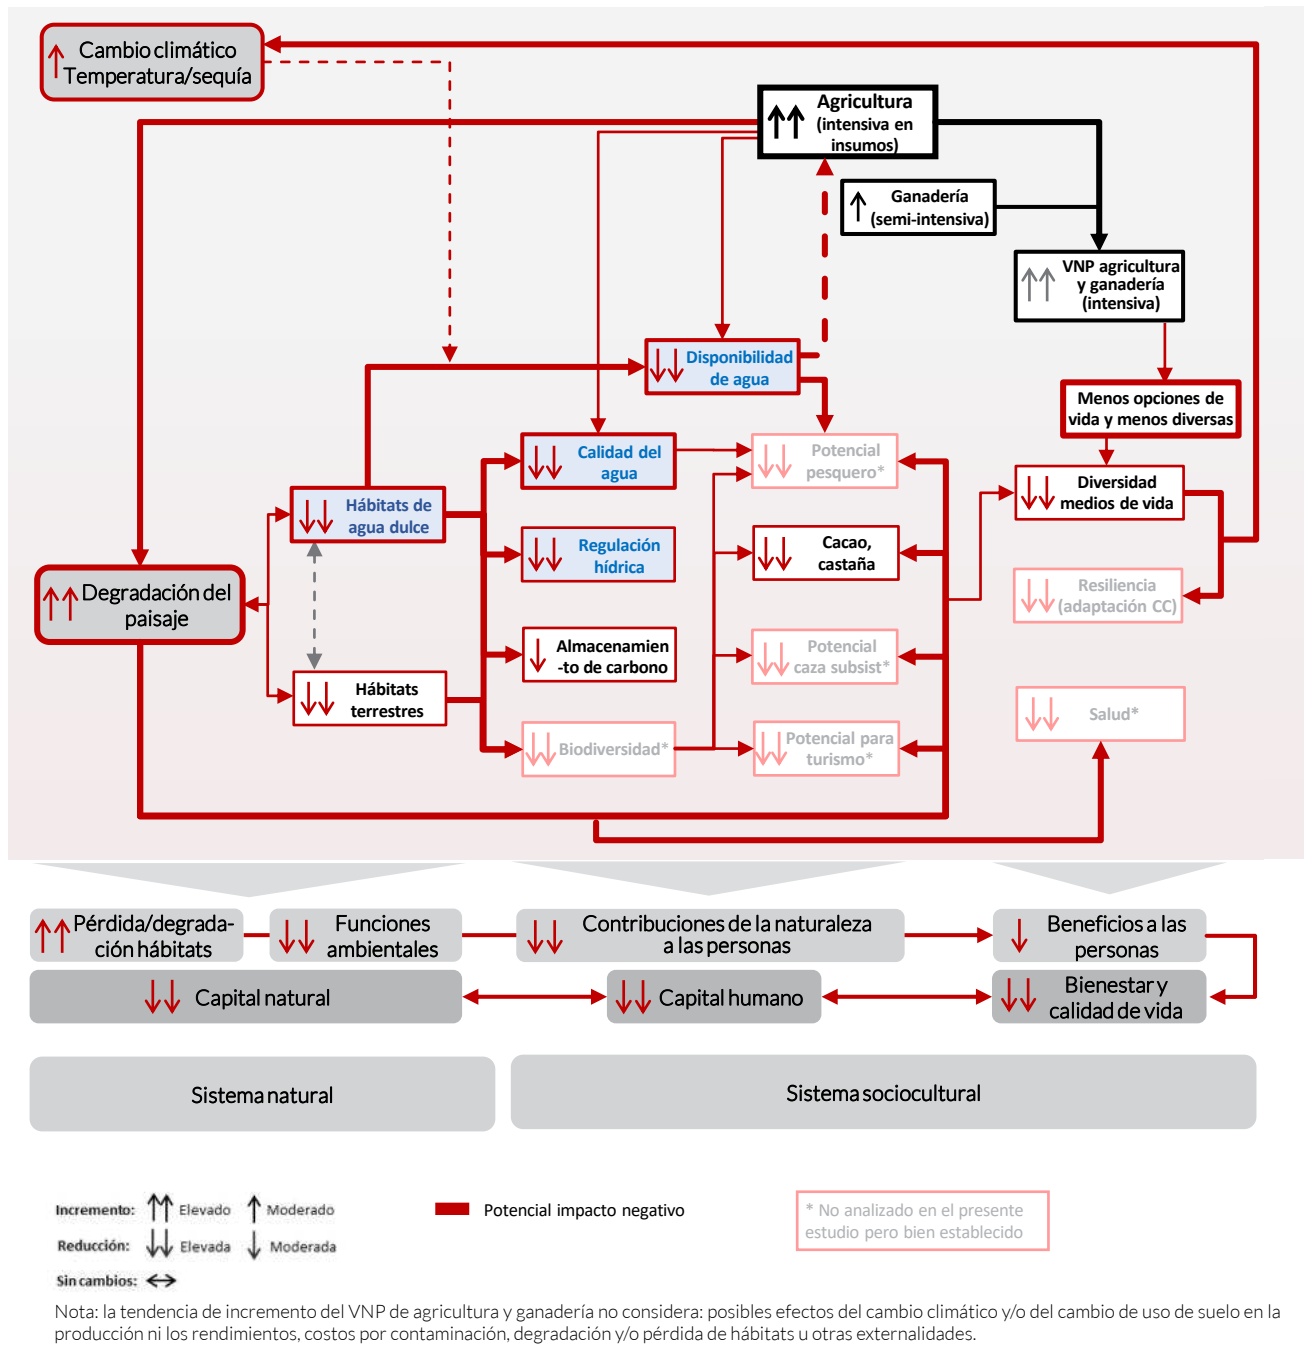 Cambio climático
Temperatura/sequía
Agricultura
(intensiva en
insumos)
Ganadería
(semi-intensiva)
VNP agricultura
y ganadería
(intensiva)
Disponibilidad
de agua
Menos opciones de
vida y menos diversas
Calidad del
agua
Potencial
pesquero*
Diversidad
medios de vida
Hábitats de
agua dulce
Regulación
hídrica
Cacao,
castaña
Resiliencia
(adaptación CC)
Degradación del
paisaje
Almacenamien
-to de carbono
Potencial
caza subsist*
Hábitats
terrestres
Salud*
Biodiversidad*
Potencial para
turismo*
Pérdida/degrada-
ción hábitats
Funciones
ambientales
Contribuciones de la naturaleza
a las personas
Beneficios a las
personas
Capital natural
Capital humano
Bienestar y
calidad de vida
Sistema natural
Sistema sociocultural
Incremento: Elevado Moderado
Reducción: Elevada Moderada
Sin cambios:
Potencial impacto negativo
* No analizado en el presente
estudio pero bien establecido
Nota: la tendencia de incremento del VNP de agricultura y ganadería no considera: posibles efectos del cambio climático y/o del cambio de uso de suelo en la
producción ni los rendimientos, costos por contaminación, degradación y/o pérdida de hábitats u otras externalidades.